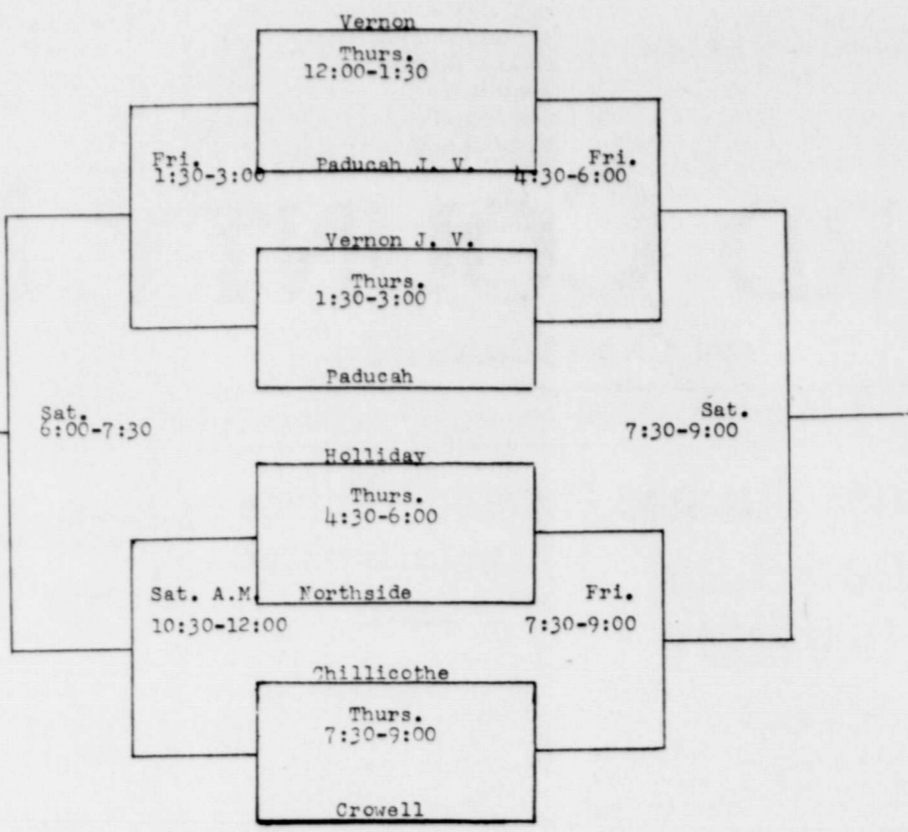 Vernon
Thurs.
12:00-1:30
Paducah J. V.
Fri.
1:30-3:00
Fri.
4:30-6:00
Vernon J. V.
Thurs.
1:30-3:00
Paducah
Sat.
6:00-7:30
Sat.
7:30-9:00
Holliday
Thurs.
4:30-6:00
Northside
Sat. A.M.
10:30-12:00
Fri.
7:30-9:00
Chillicothe
Thurs.
7:30-9:00
Crowell